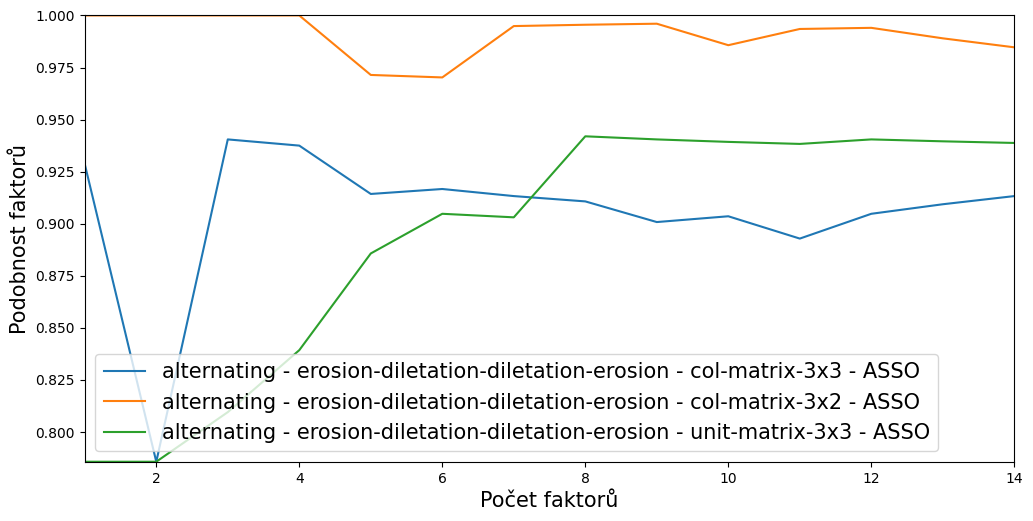 1.000
0.975
0.950
0.925
0.900
0.875
0.850
0.825
0.800
Podobnost faktorů
alternating - erosion-diletation-diletation-erosion - col-matrix-3x3 - ASSO
alternating - erosion-diletation-diletation-erosion - col-matrix-3x2 - ASSO
alternating - erosion-diletation-diletation-erosion - unit-matrix-3x3 - ASSO
2 4 6 8 10 12 14
Počet faktorů